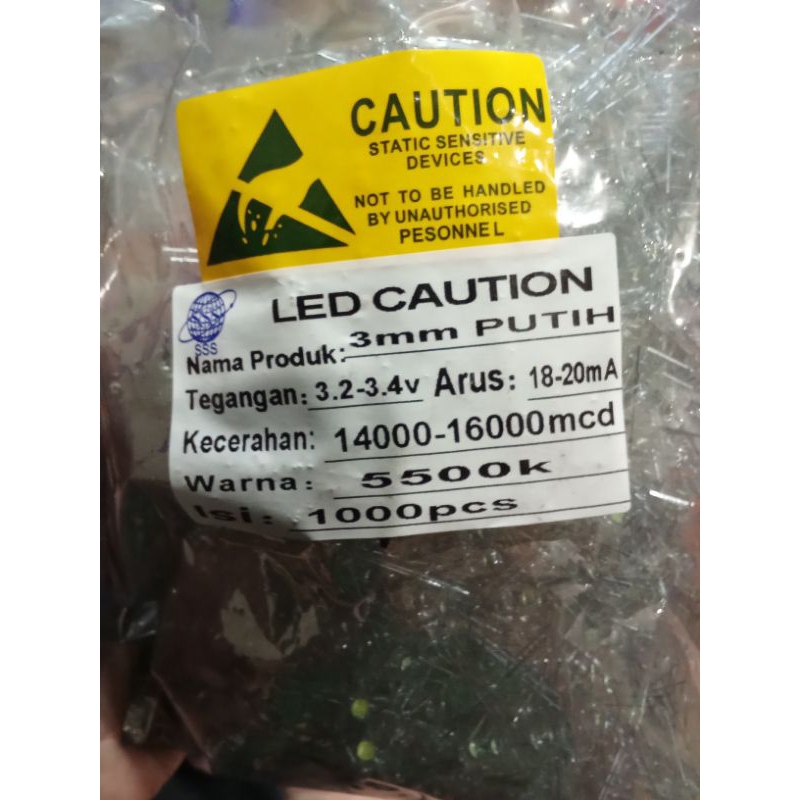 CAUTION
STATIC SENSITIVE
DEVICES
NOT TO BE HANDLED
BY UNAUTHORISED
PESONNEL
LED CAUTION
SSS
Nama Produk: 3mm PUTIH
Tegangan: 3.2-3.4v Arus: 18-20mA
Kecerahan: 14000-16000mcd
Warna: 5500k
Isi: 1000pcs